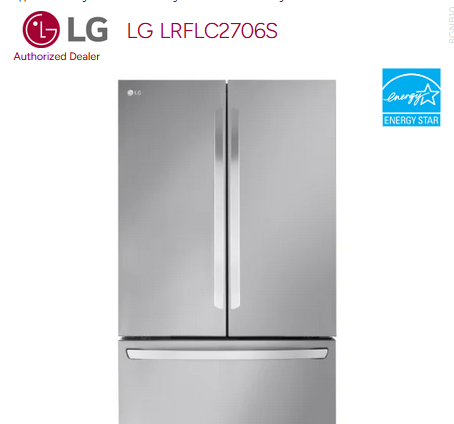 LG
LG LRFLC2706S
Authorized Dealer
LG
energy
ENERGY STAR